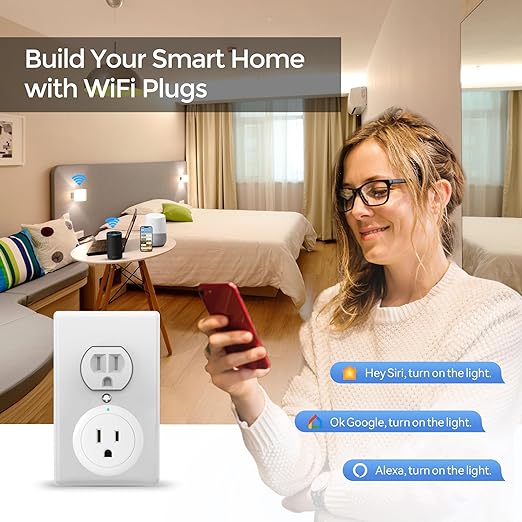 Build Your Smart Home
with WiFi Plugs
Hey Siri, turn on the light.
Ok Google, turn on the light.
Alexa, turn on the light.